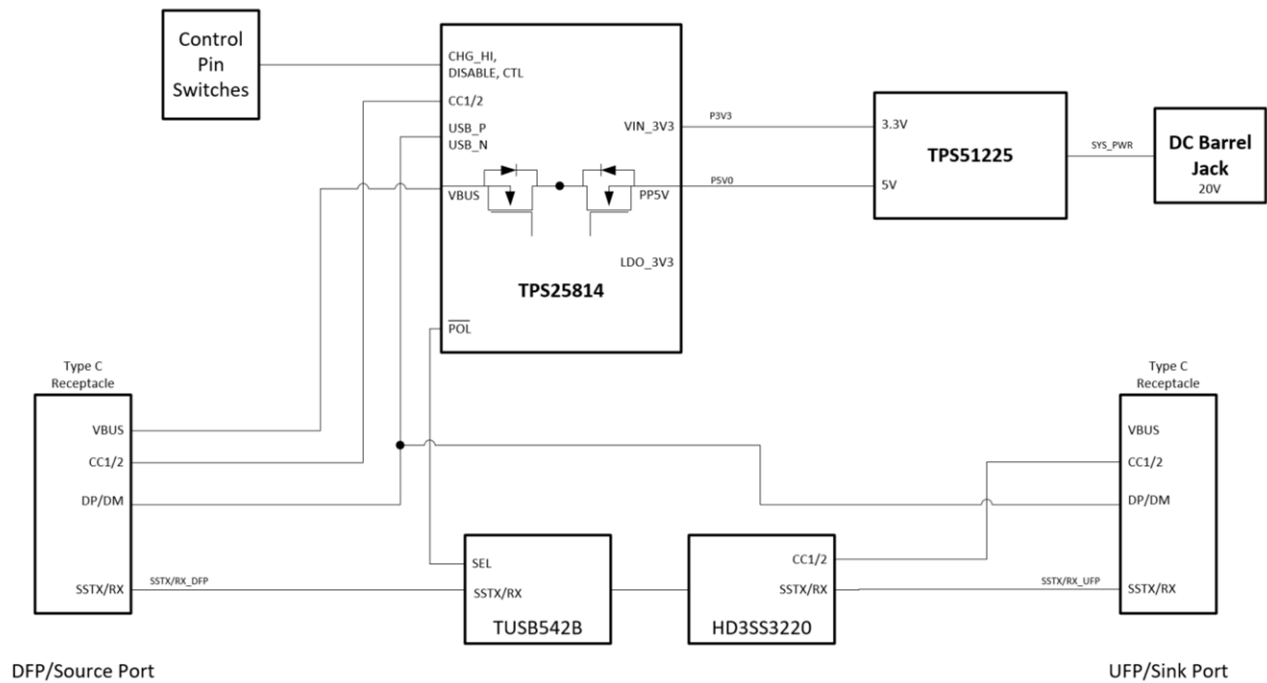 Control
Pin
Switches
CHG_HI,
DISABLE, CTL
CC1/2
USB_P
USB_N
VBUS
VIN_3V3
PP5V
LDO_3V3
TPS25814
POL
P3V3
P5V0
3.3V
TPS51225
5V
SYS_PWR
DC Barrel
Jack
20V
Type C
Receptacle
VBUS
CC1/2
DP/DM
SSTX/RX
SSTX/RX_DFP
SEL
SSTX/RX
TUSB542B
CC1/2
SSTX/RX
HD3SS3220
SSTX/RX_UFP
Type C
Receptacle
VBUS
CC1/2
DP/DM
SSTX/RX
DFP/Source Port
UFP/Sink Port